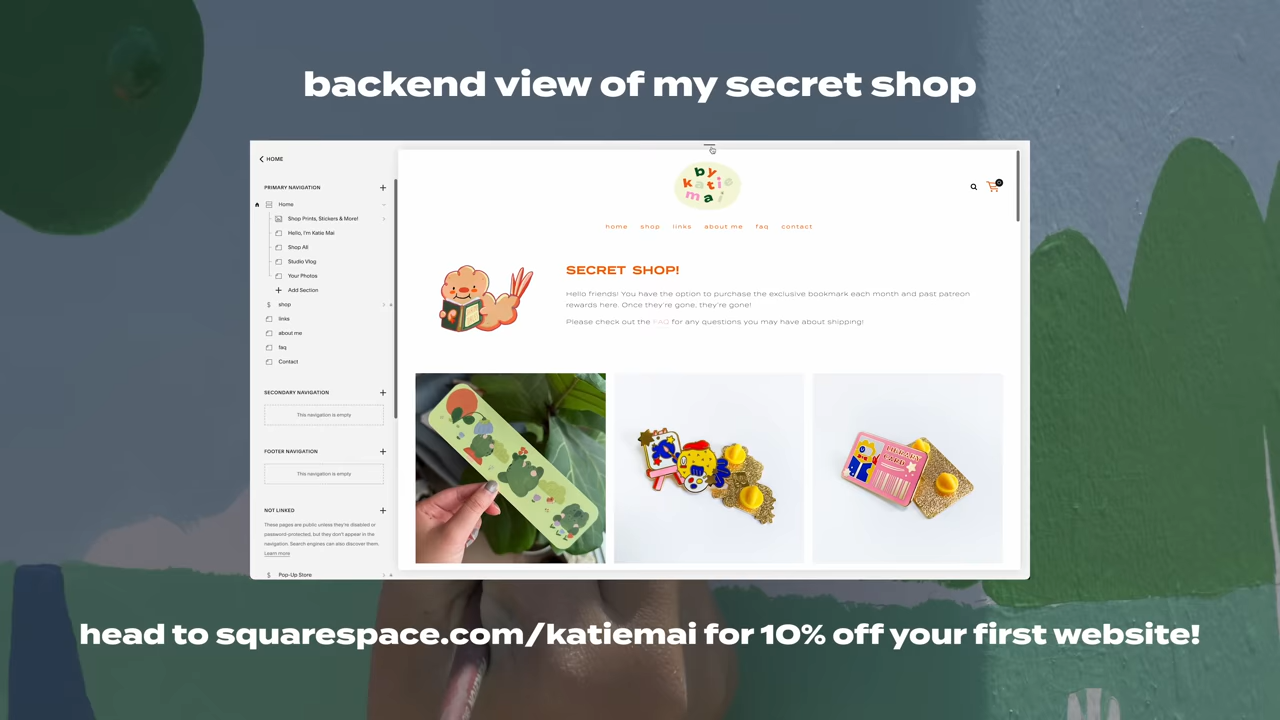 backend view of my secret shop
HOME
PRIMARY NAVIGATION
Home
Shop Prints, Stickers & More!
Hello, I'm Katie Mai
Shop All
Studio Vlog
Your Photos
Add Section
shop
links
about me
faq
Contact
SECONDARY NAVIGATION
This navigation is empty
FOOTER NAVIGATION
This navigation is empty
NOT LINKED
These pages are public unless they're disabled or
password-protected, but they don't appear in the
navigation. Search engines can also discover them.
Learn more
Pop-Up Store
by
katie
mai
0
home shop links about me faq contact
SECRET SHOP!
Hello friends! You have the option to purchase the exclusive bookmark each month and past patreon
rewards here. Once they're gone, they're gone!
Please check out the FAQ for any questions you may have about shipping!
LIBRARY
CARD
head to squarespace.com/katiemai for 10% off your first website!